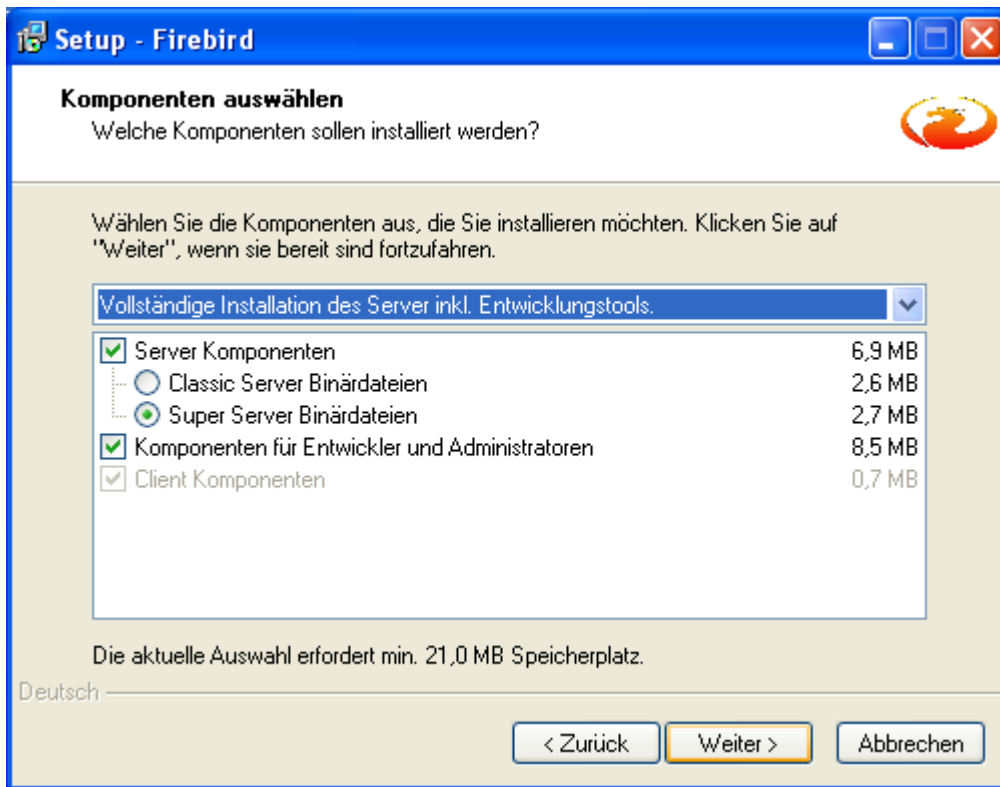 Setup - Firebird
Komponenten auswählen
Welche Komponenten sollen installiert werden?
Wählen Sie die Komponenten aus, die Sie installieren möchten. Klicken Sie auf
"Weiter", wenn sie bereit sind fortzufahren.
Vollständige Installation des Server inkl. Entwicklungstools.
Server Komponenten 6,9 MB
Classic Server Binärdateien 2,6 MB
Super Server Binärdateien 2,7 MB
Komponenten für Entwickler und Administratoren 8,5 MB
Client Komponenten 0,7 MB
Die aktuelle Auswahl erfordert min. 21,0 MB Speicherplatz.
Deutsch
< Zurück Weiter > Abbrechen